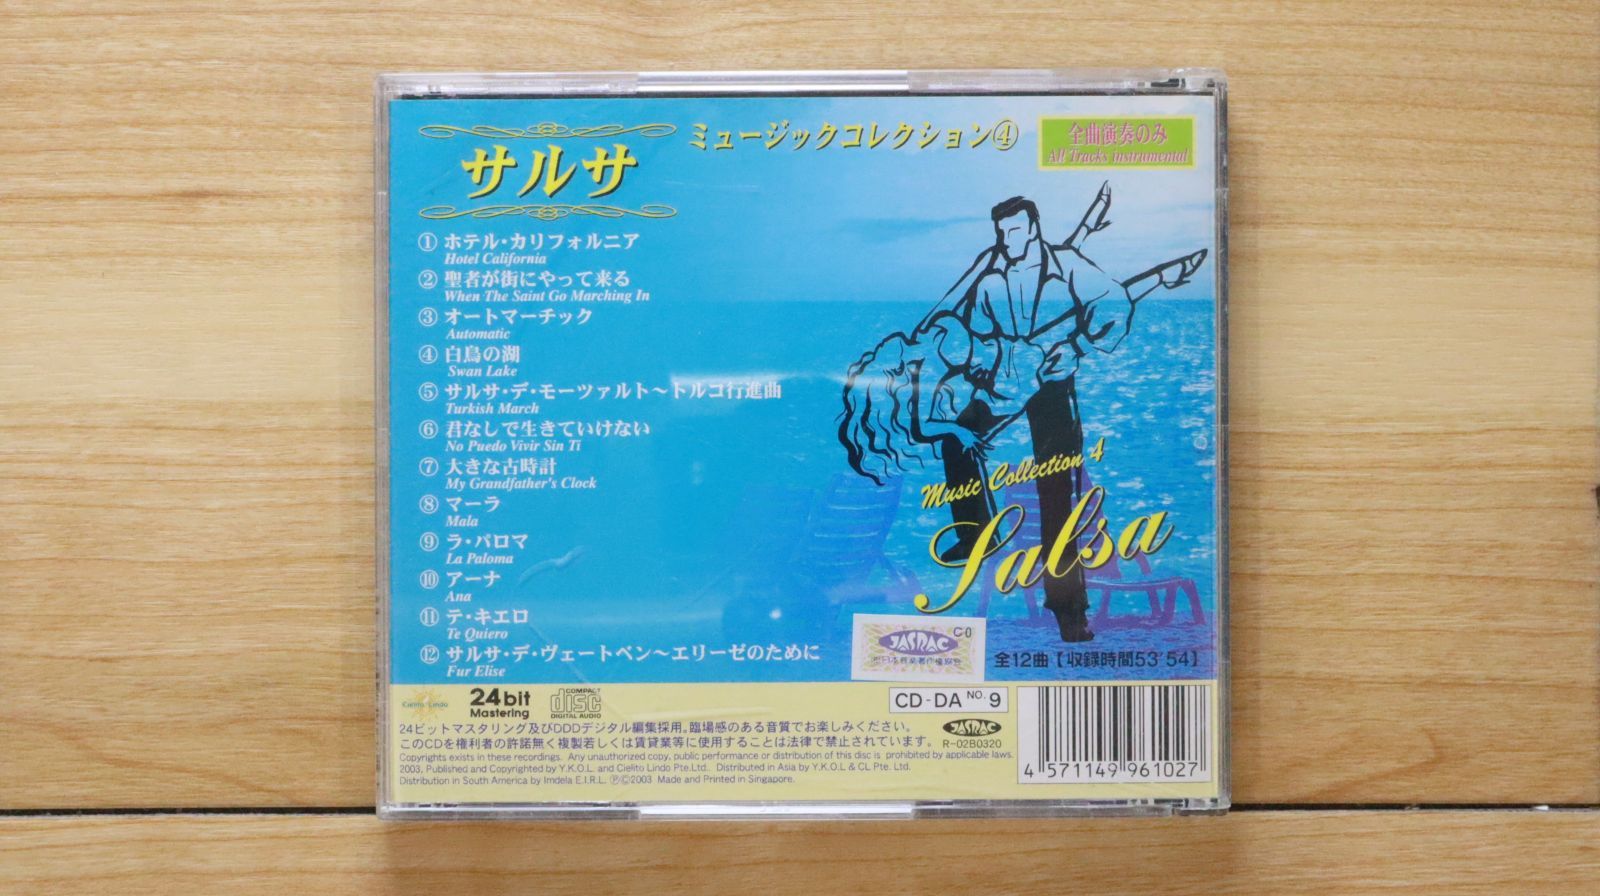 サルサ
ミュージックコレクション④
全曲演奏のみ
All Tracks instrumental
① ホテル・カリフォルニア
Hotel California
② 聖者が街にやって来る
When The Saint Go Marching In
③ オートマーチック
Automatic
④ 白鳥の湖
Swan Lake
⑤ サルサ・デ・モーツァルト～トルコ行進曲
Turkish March
⑥ 君なしで生きていけない
No Puedo Vivir Sin Ti
⑦ 大きな古時計
My Grandfather's Clock
⑧ マーラ
Mala
⑨ ラ・パロマ
La Paloma
⑩ アーナ
Ana
⑪ テ・キエロ
Te Quiero
⑫ サルサ・デ・ヴェートベン～エリーゼのために
Fur Elise
Music Collection 4
Salsa
JASRAC CO
全12曲【収録時間53'54】
Cielito Lindo
24bit
Mastering
COMPACT
disc
DIGITAL AUDIO
CD-DA NO. 9
24ビットマスタリング及びDDDデジタル編集採用。臨場感のある音質でお楽しみください。
このCDを権利者の許諾無く複製若しくは賃貸業等に使用することは法律で禁止されています。
JASRAC
R-02B0320
Copyrights exists in these recordings. Any unauthorized copy, public performance or distribution of this disc is prohibited by applicable laws.
2003, Published and Copyrighted by Y.K.O.L. and Cielito Lindo Pte.Ltd.. Distributed in Asia by Y.K.O.L & CL Pte. Ltd.
Distribution in South America by Imdela E.I.R.L. ℗©2003 Made and Printed in Singapore.
4 571149 961027